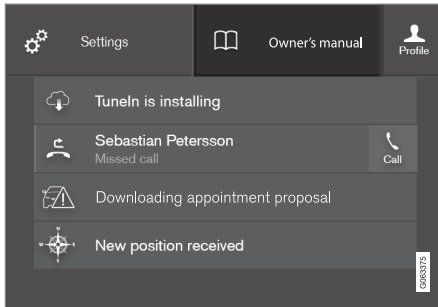 Settings
Owner's manual
Profile
TuneIn is installing
Sebastian Petersson
Missed call
Call
Downloading appointment proposal
New position received
G063375